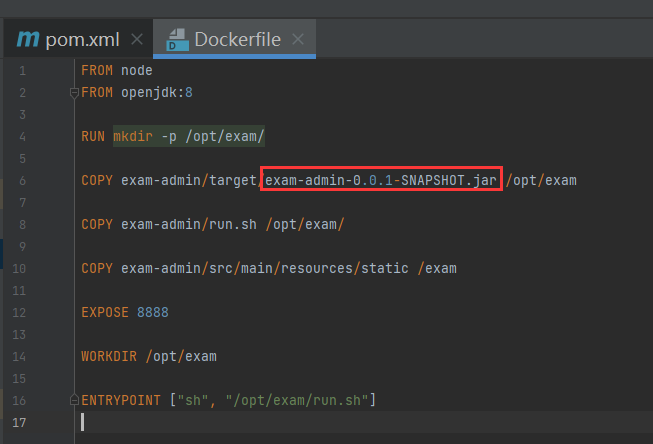 m pom.xml × Dockerfile ×
D
1 FROM node
2 FROM openjdk:8
3
4 RUN mkdir -p /opt/exam/
5
6 COPY exam-admin/target/exam-admin-0.0.1-SNAPSHOT.jar /opt/exam
7
8 COPY exam-admin/run.sh /opt/exam/
9
10 COPY exam-admin/src/main/resources/static /exam
11
12 EXPOSE 8888
13
14 WORKDIR /opt/exam
15
16 ENTRYPOINT ["sh", "/opt/exam/run.sh"]
17